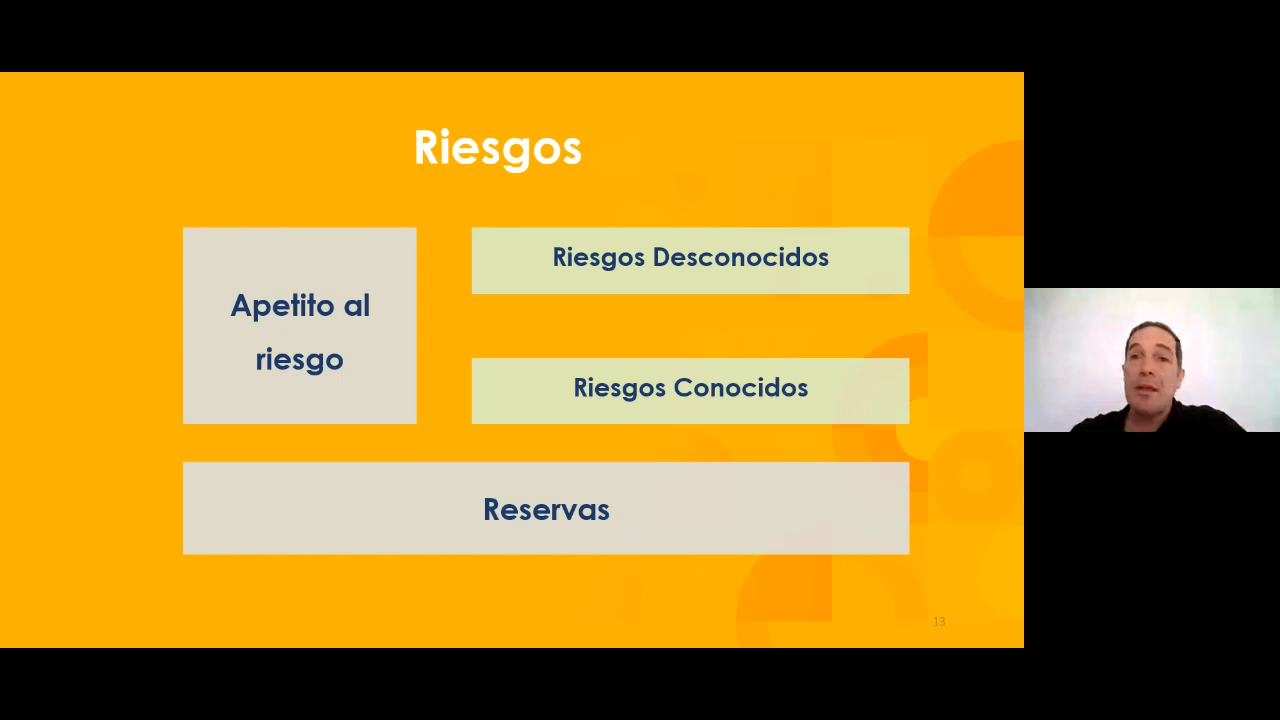 Riesgos
Apetito al
riesgo
Riesgos Desconocidos
Riesgos Conocidos
Reservas
13